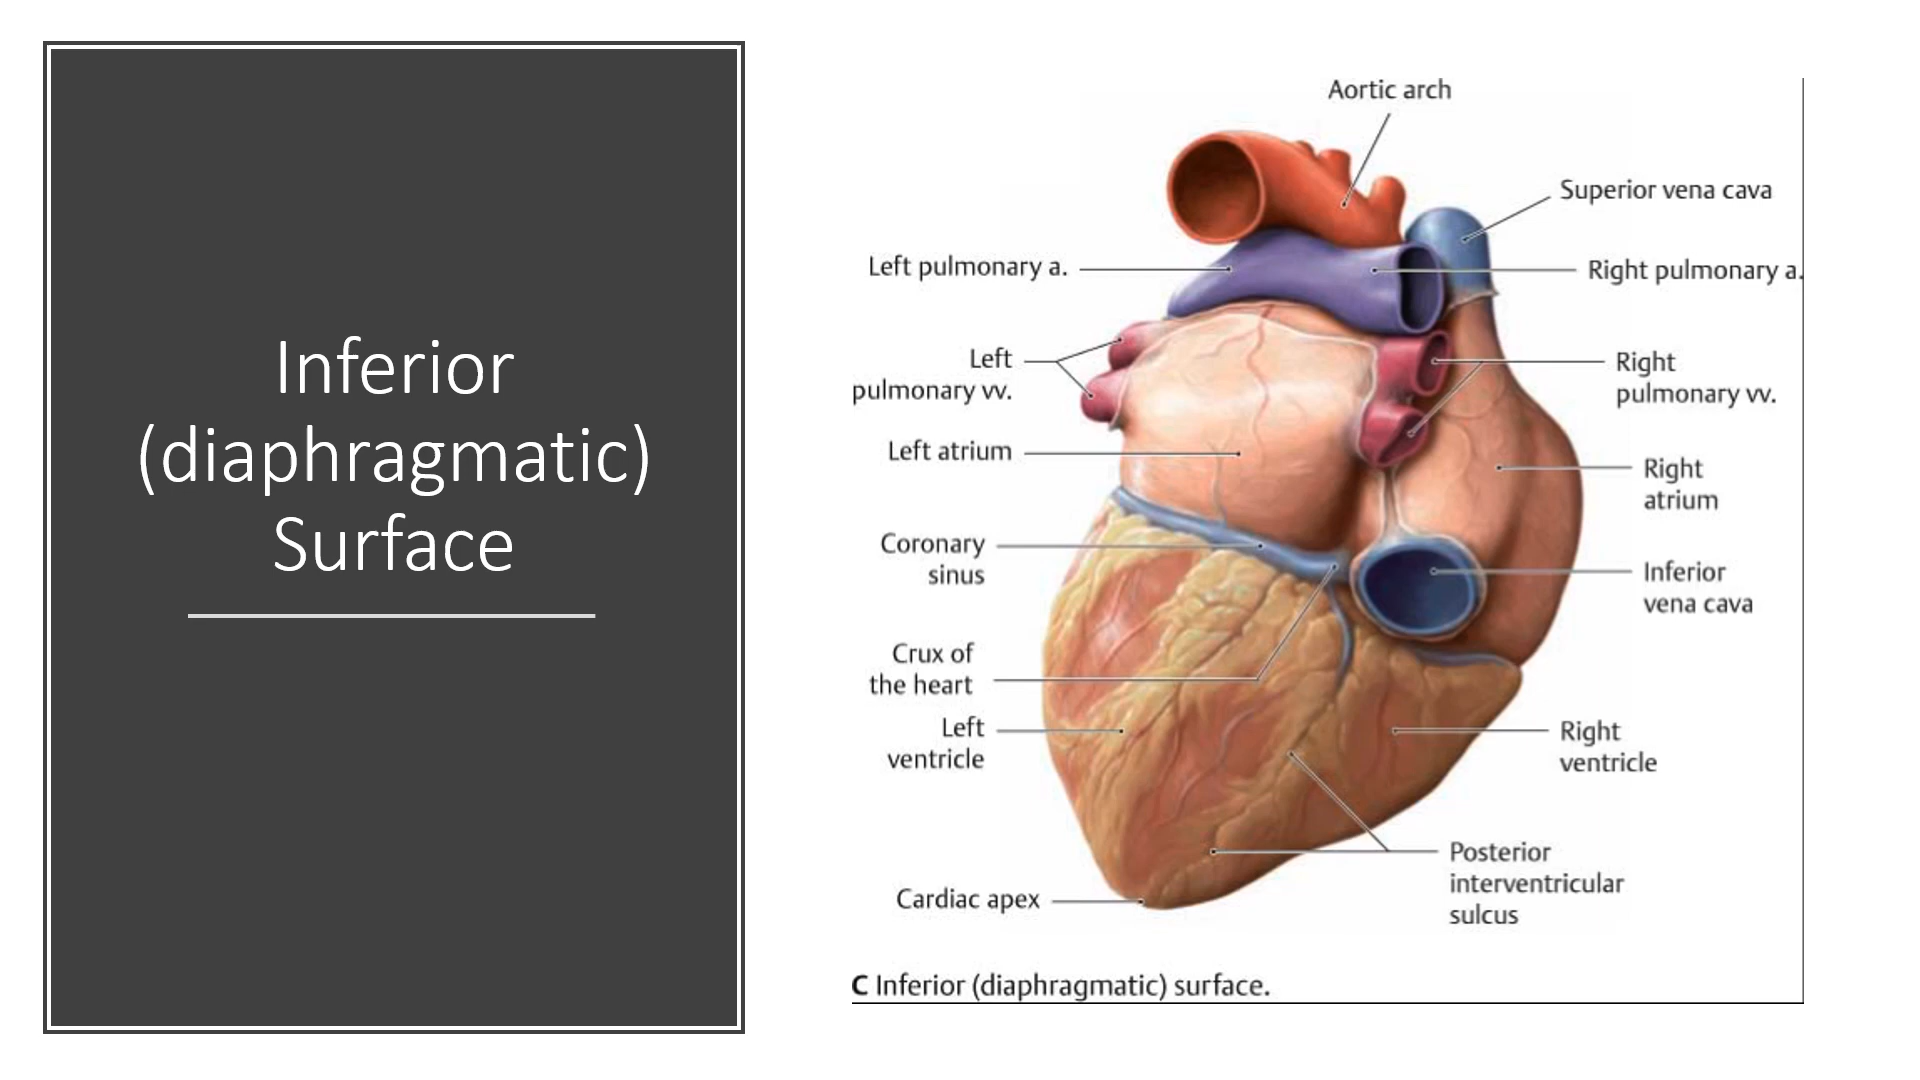 Inferior
(diaphragmatic)
Surface
Aortic arch
Superior vena cava
Left pulmonary a.
Right pulmonary a.
Left
pulmonary vv.
Right
pulmonary vv.
Left atrium
Right
atrium
Coronary
sinus
Inferior
vena cava
Crux of
the heart
Left
ventricle
Right
ventricle
Posterior
interventricular
sulcus
Cardiac apex
C Inferior (diaphragmatic) surface.